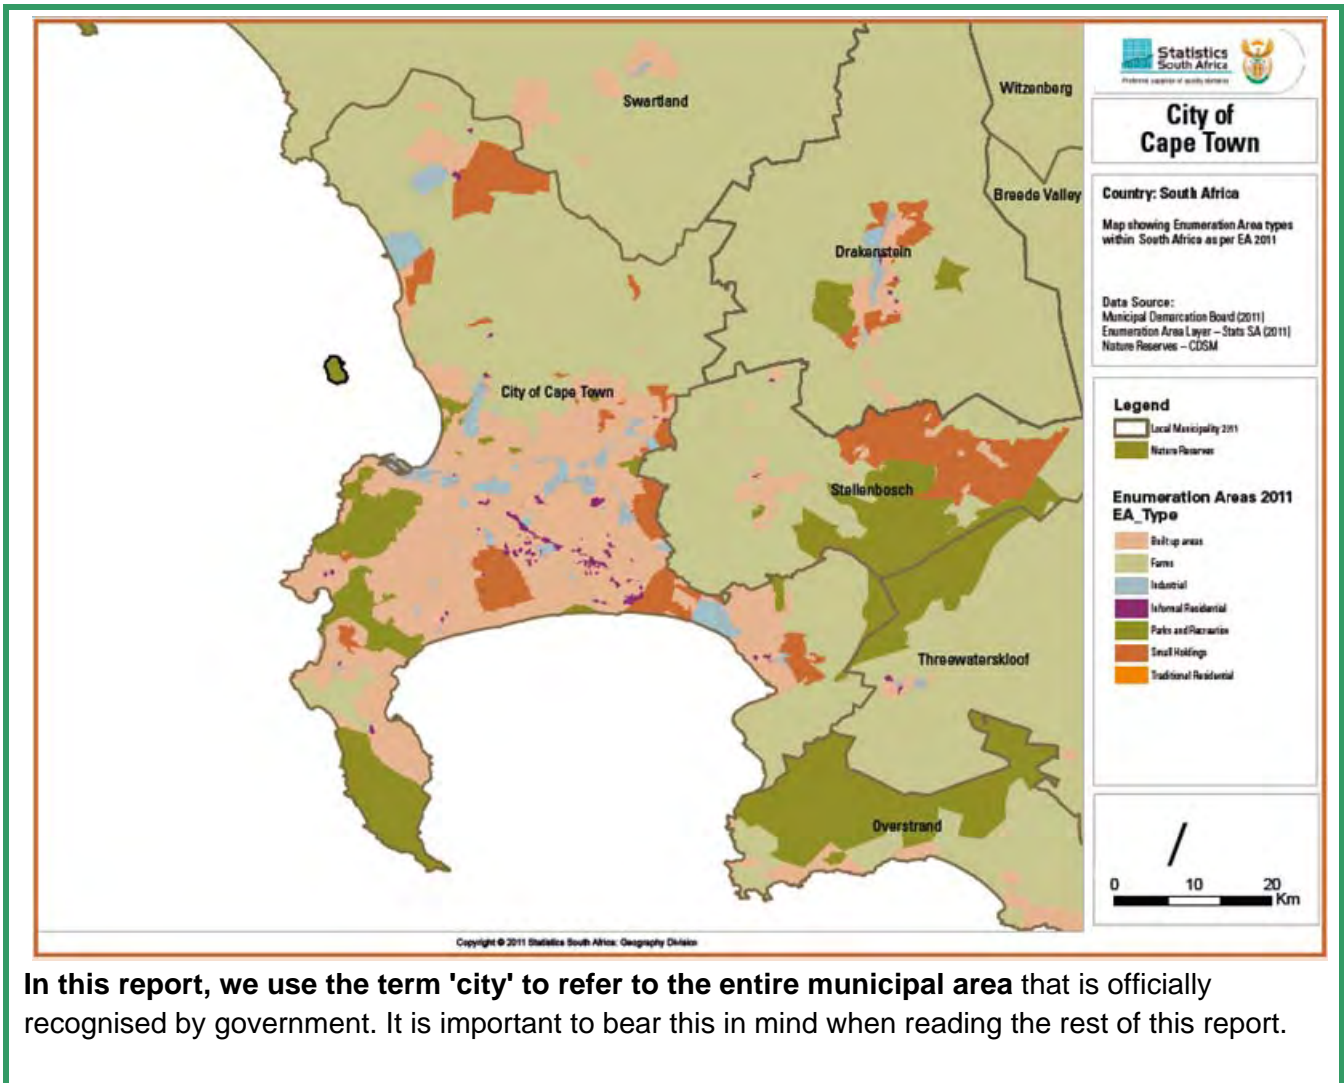 Swartland
Witzenberg
Breede Valley
Drakenstein
City of Cape Town
Stellenbosch
Threewaterskloof
Overstrand
Copyright © 2011 Statistics South Africa: Geography Division
Statistics
South Africa
Preferred supplier of quality statistics
City of
Cape Town
Country: South Africa
Map showing Enumeration Area types
within South Africa as per EA 2011
Data Source:
Municipal Demarcation Board (2011)
Enumeration Area Layer – Stats SA (2011)
Nature Reserves – CDSM
Legend
Local Municipality 2011
Nature Reserves
Enumeration Areas 2011
EA_Type
Built up areas
Farms
Industrial
Informal Residential
Parks and Recreation
Small Holdings
Traditional Residential
0 10 20
Km
In this report, we use the term 'city' to refer to the entire municipal area that is officially
recognised by government. It is important to bear this in mind when reading the rest of this report.